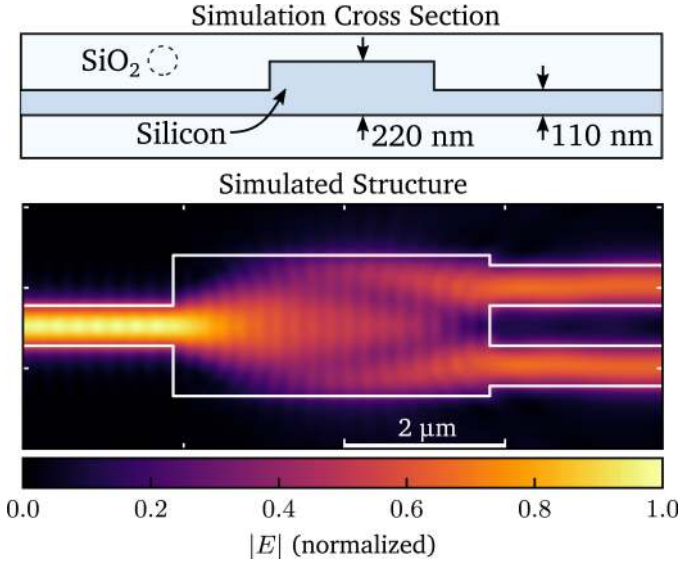 Simulation Cross Section
SiO₂
Silicon
220 nm
110 nm
Simulated Structure
2 μm
0.0 0.2 0.4 0.6 0.8 1.0
|E| (normalized)